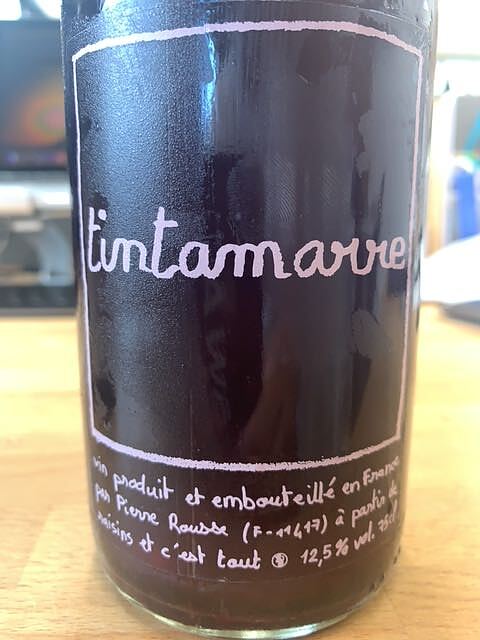 tintamarre
vin produit et embouteillé en France
par Pierre Rousse (F-11417) à partir de
raisins et c'est tout 12,5% vol. 75cl